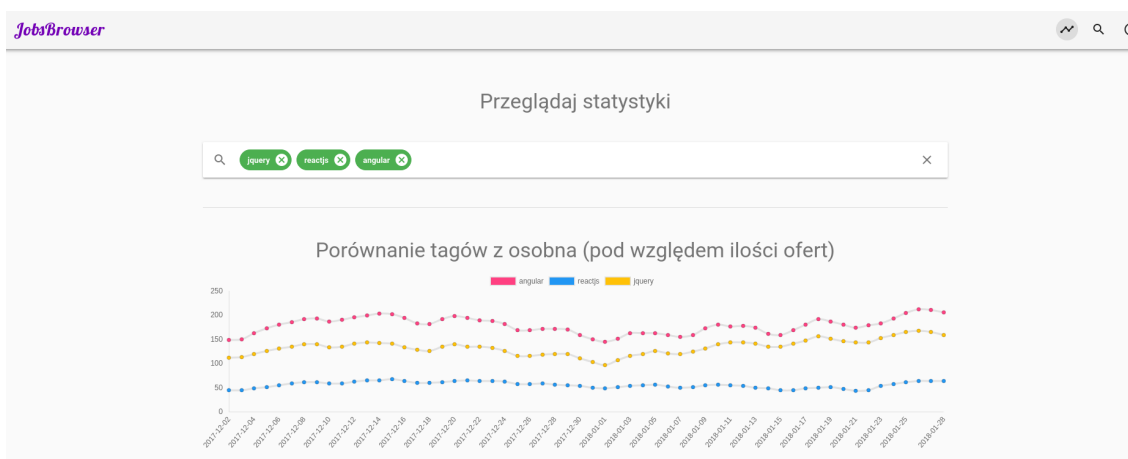 JobsBrowser
Przeglądaj statystyki
jquery reactjs angular
Porównanie tagów z osobna (pod względem ilości ofert)
angular reactjs jquery
250
200
150
100
50
0
2017-12-02 2017-12-04 2017-12-06 2017-12-08 2017-12-10 2017-12-12 2017-12-14 2017-12-16 2017-12-18 2017-12-20 2017-12-22 2017-12-24 2017-12-26 2017-12-28 2017-12-30 2018-01-01 2018-01-03 2018-01-05 2018-01-07 2018-01-09 2018-01-11 2018-01-13 2018-01-15 2018-01-17 2018-01-19 2018-01-21 2018-01-23 2018-01-25 2018-01-28